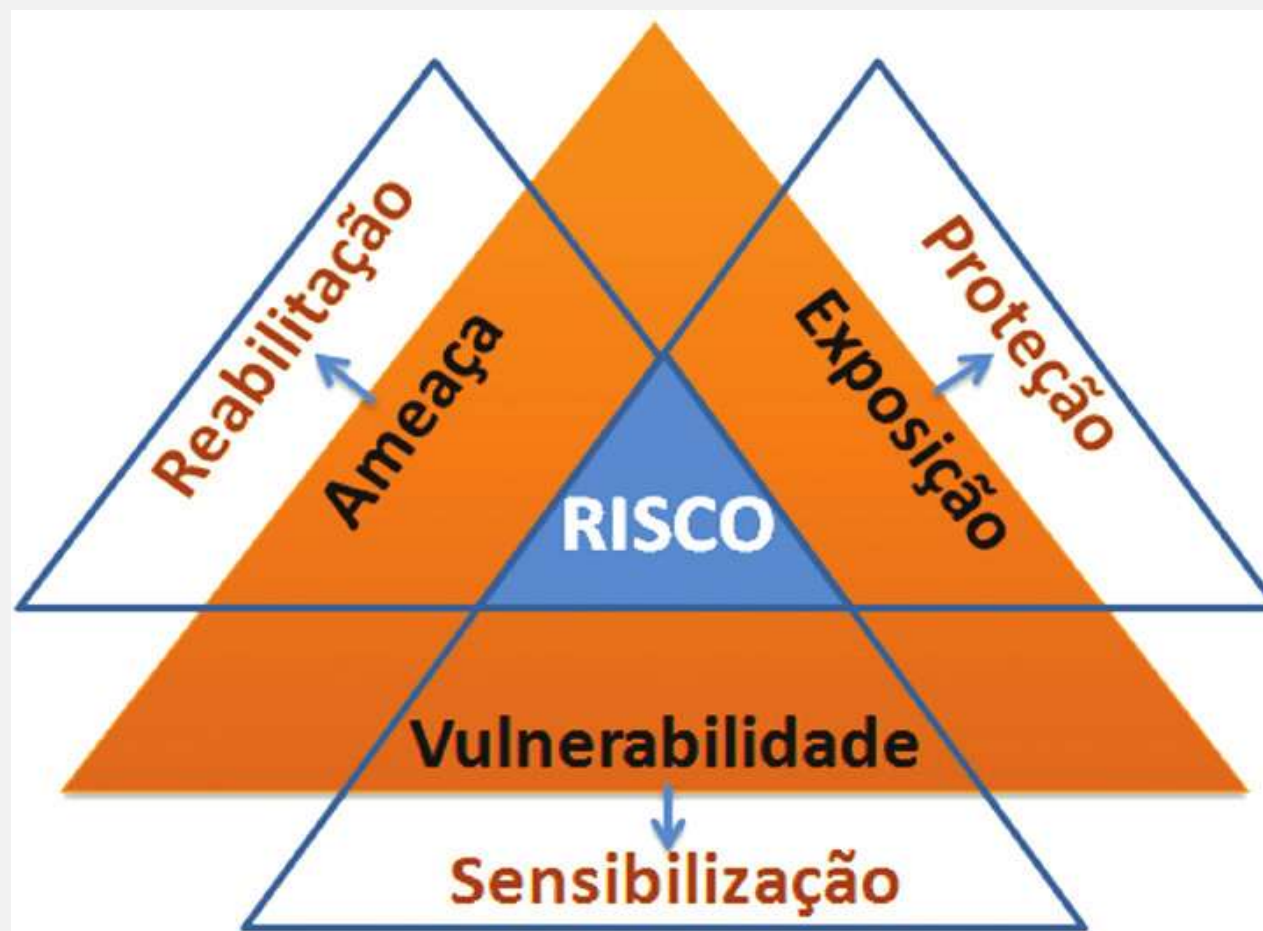 Reabilitação
Ameaça
Exposição
Proteção
RISCO
Vulnerabilidade
Sensibilização